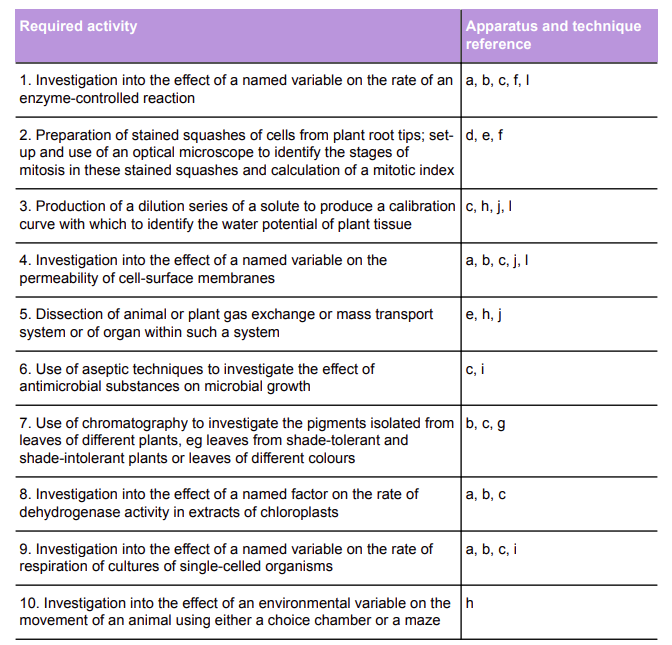 Required activity
Apparatus and technique
reference
1. Investigation into the effect of a named variable on the rate of an
enzyme-controlled reaction
a, b, c, f, l
2. Preparation of stained squashes of cells from plant root tips; set-
up and use of an optical microscope to identify the stages of
mitosis in these stained squashes and calculation of a mitotic index
d, e, f
3. Production of a dilution series of a solute to produce a calibration
curve with which to identify the water potential of plant tissue
c, h, j, l
4. Investigation into the effect of a named variable on the
permeability of cell-surface membranes
a, b, c, j, l
5. Dissection of animal or plant gas exchange or mass transport
system or of organ within such a system
e, h, j
6. Use of aseptic techniques to investigate the effect of
antimicrobial substances on microbial growth
c, i
7. Use of chromatography to investigate the pigments isolated from
leaves of different plants, eg leaves from shade-tolerant and
shade-intolerant plants or leaves of different colours
b, c, g
8. Investigation into the effect of a named factor on the rate of
dehydrogenase activity in extracts of chloroplasts
a, b, c
9. Investigation into the effect of a named variable on the rate of
respiration of cultures of single-celled organisms
a, b, c, i
10. Investigation into the effect of an environmental variable on the
movement of an animal using either a choice chamber or a maze
h